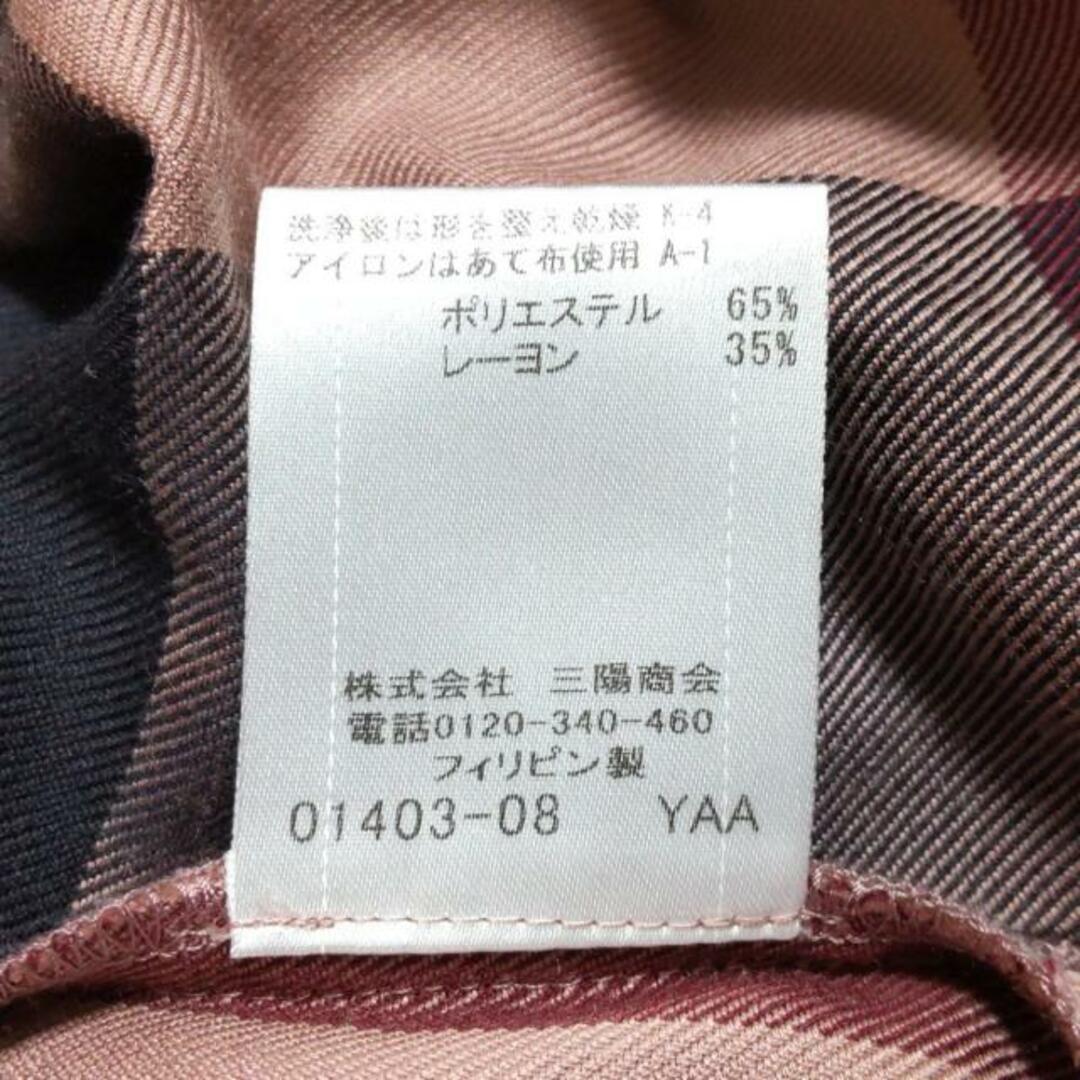 洗浄後は形を整え乾燥 K-4
アイロンはあて布使用 A-1
ポリエステル 65%
レーヨン 35%
株式会社 三陽商会
電話0120-340-460
フィリピン製
01403-08 YAA